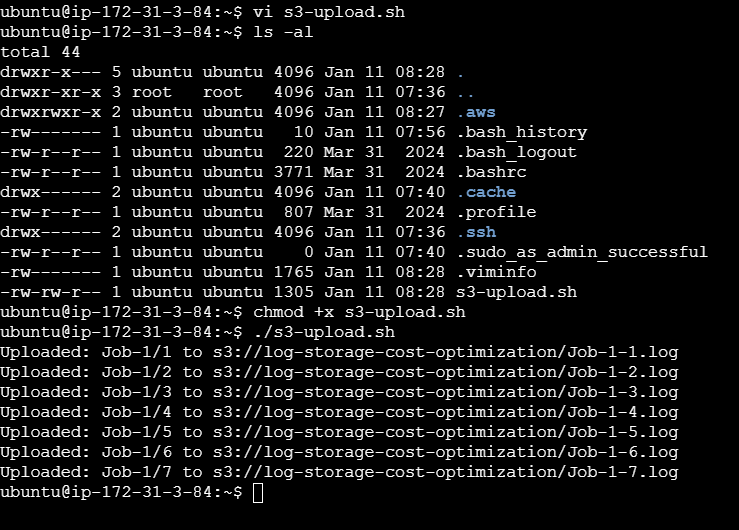 ubuntu@ip-172-31-3-84:~$ vi s3-upload.sh
ubuntu@ip-172-31-3-84:~$ ls -al
total 44
drwxr-x--- 5 ubuntu ubuntu 4096 Jan 11 08:28 .
drwxr-xr-x 3 root   root   4096 Jan 11 07:36 ..
drwxrwxr-x 2 ubuntu ubuntu 4096 Jan 11 08:27 .aws
-rw------- 1 ubuntu ubuntu   10 Jan 11 07:56 .bash_history
-rw-r--r-- 1 ubuntu ubuntu  220 Mar 31  2024 .bash_logout
-rw-r--r-- 1 ubuntu ubuntu 3771 Mar 31  2024 .bashrc
drwx------ 2 ubuntu ubuntu 4096 Jan 11 07:40 .cache
-rw-r--r-- 1 ubuntu ubuntu  807 Mar 31  2024 .profile
drwx------ 2 ubuntu ubuntu 4096 Jan 11 07:36 .ssh
-rw-r--r-- 1 ubuntu ubuntu    0 Jan 11 07:40 .sudo_as_admin_successful
-rw------- 1 ubuntu ubuntu 1765 Jan 11 08:28 .viminfo
-rw-rw-r-- 1 ubuntu ubuntu 1305 Jan 11 08:28 s3-upload.sh
ubuntu@ip-172-31-3-84:~$ chmod +x s3-upload.sh
ubuntu@ip-172-31-3-84:~$ ./s3-upload.sh
Uploaded: Job-1/1 to s3://log-storage-cost-optimization/Job-1-1.log
Uploaded: Job-1/2 to s3://log-storage-cost-optimization/Job-1-2.log
Uploaded: Job-1/3 to s3://log-storage-cost-optimization/Job-1-3.log
Uploaded: Job-1/4 to s3://log-storage-cost-optimization/Job-1-4.log
Uploaded: Job-1/5 to s3://log-storage-cost-optimization/Job-1-5.log
Uploaded: Job-1/6 to s3://log-storage-cost-optimization/Job-1-6.log
Uploaded: Job-1/7 to s3://log-storage-cost-optimization/Job-1-7.log
ubuntu@ip-172-31-3-84:~$